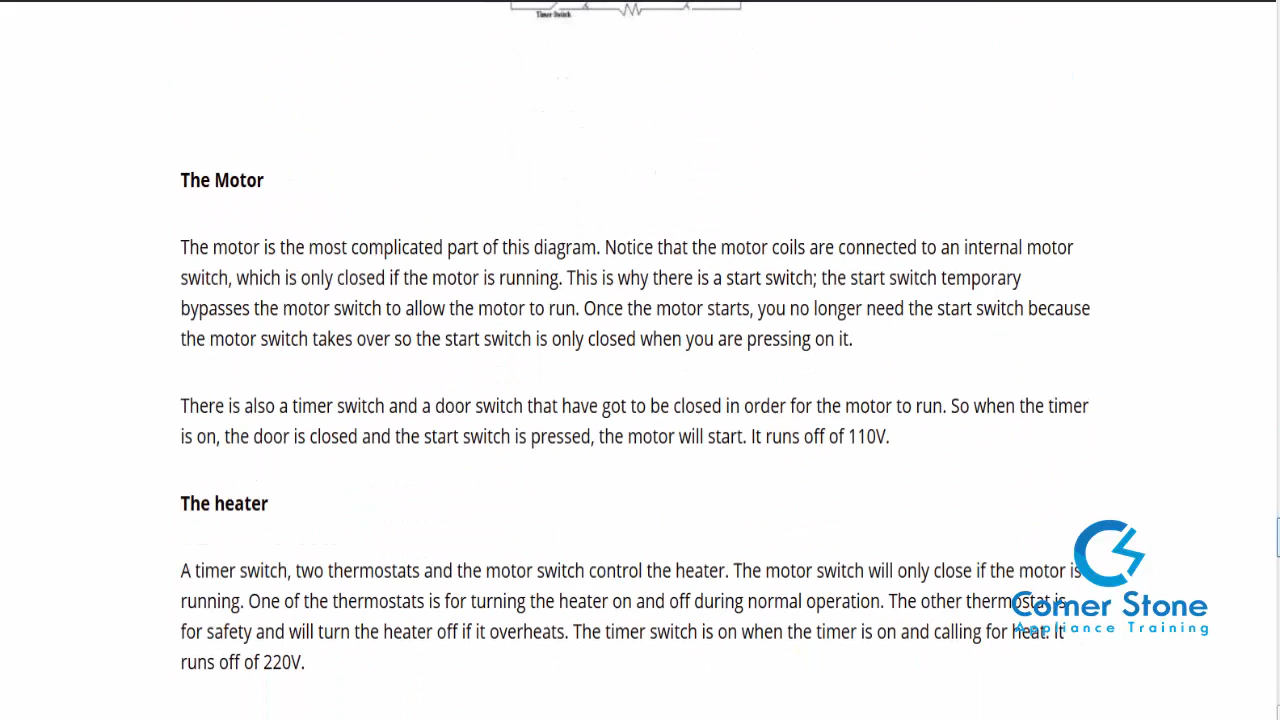 Timer Switch
The Motor
The motor is the most complicated part of this diagram. Notice that the motor coils are connected to an internal motor
switch, which is only closed if the motor is running. This is why there is a start switch; the start switch temporary
bypasses the motor switch to allow the motor to run. Once the motor starts, you no longer need the start switch because
the motor switch takes over so the start switch is only closed when you are pressing on it.
There is also a timer switch and a door switch that have got to be closed in order for the motor to run. So when the timer
is on, the door is closed and the start switch is pressed, the motor will start. It runs off of 110V.
The heater
A timer switch, two thermostats and the motor switch control the heater. The motor switch will only close if the motor is
running. One of the thermostats is for turning the heater on and off during normal operation. The other thermostat is
for safety and will turn the heater off if it overheats. The timer switch is on when the timer is on and calling for heat. It
runs off of 220V.
Corner Stone
Appliance Training